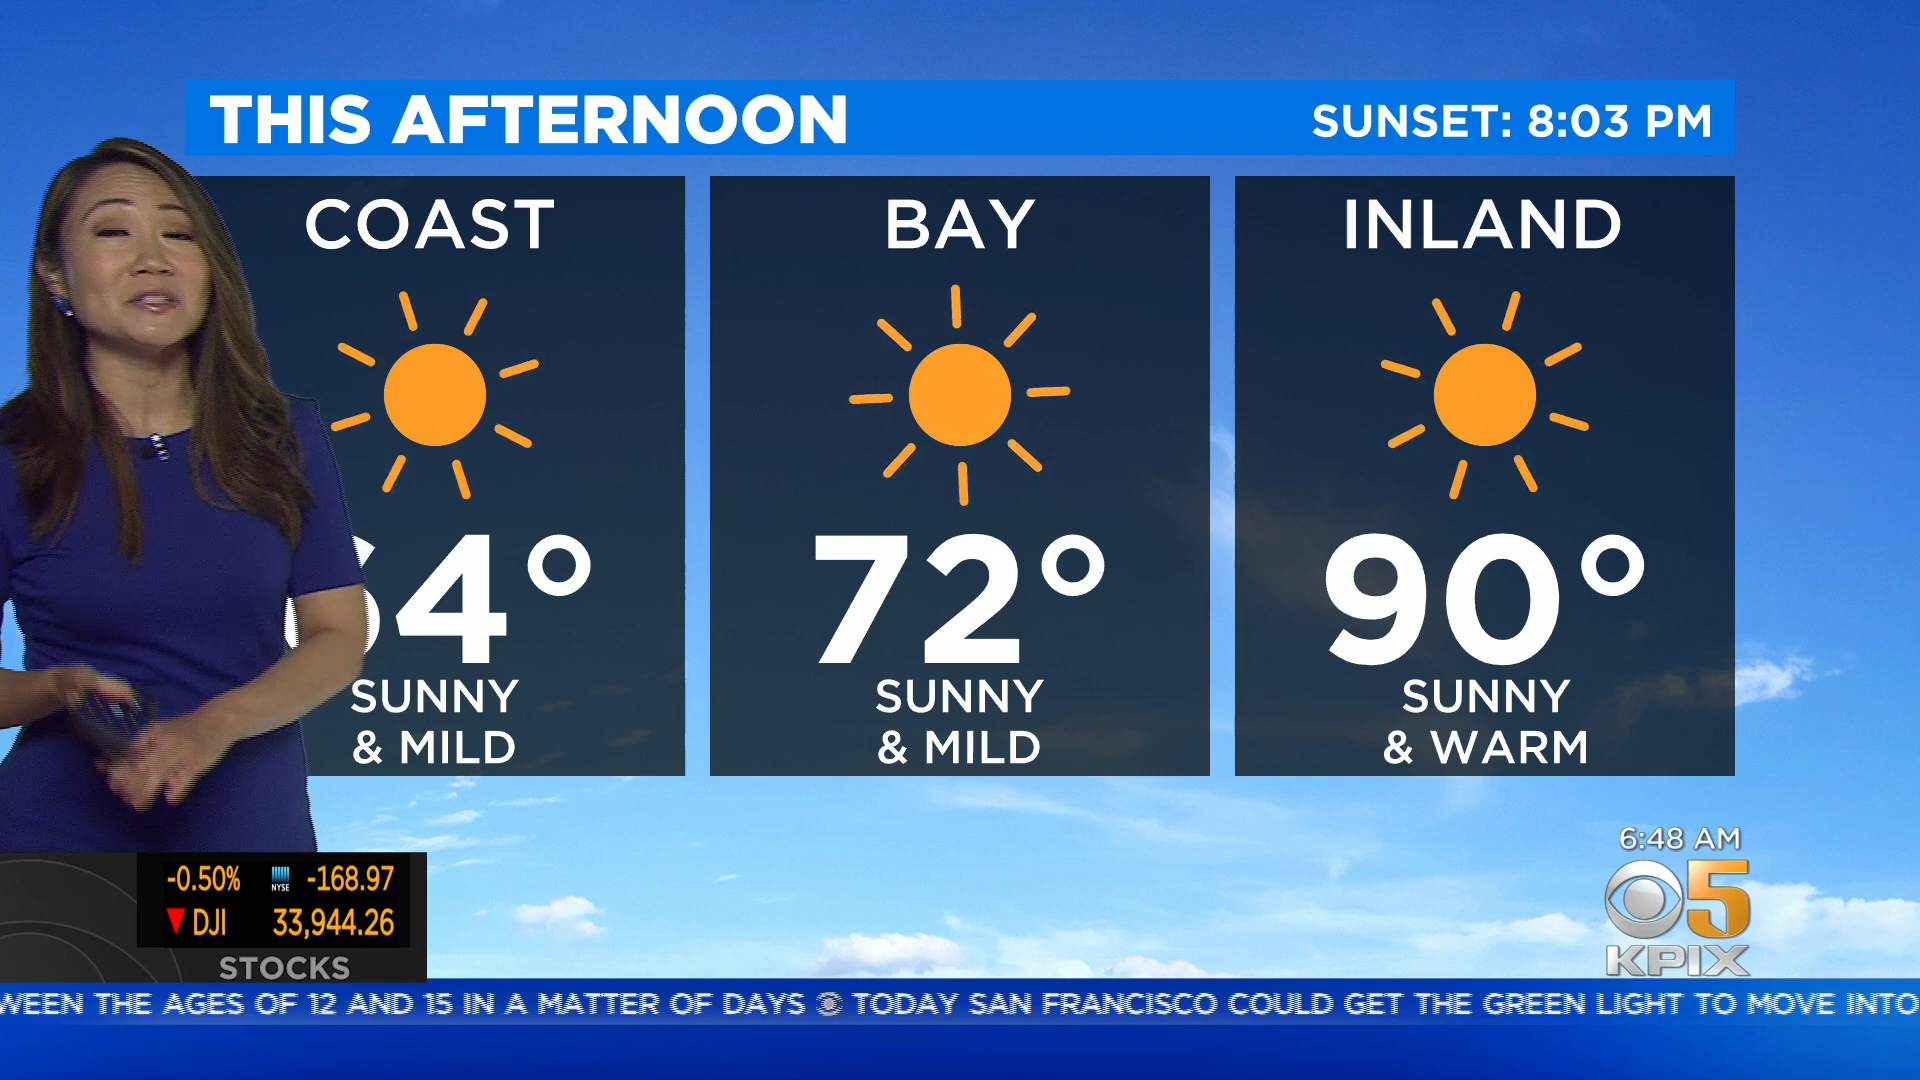 THIS AFTERNOON
SUNSET: 8:03 PM
COAST
64°
SUNNY
& MILD
BAY
72°
SUNNY
& MILD
INLAND
90°
SUNNY
& WARM
6:48 AM
5
KPIX
-0.50% NYSE -168.97
DJI 33,944.26
STOCKS
WEEN THE AGES OF 12 AND 15 IN A MATTER OF DAYS TODAY SAN FRANCISCO COULD GET THE GREEN LIGHT TO MOVE INTO